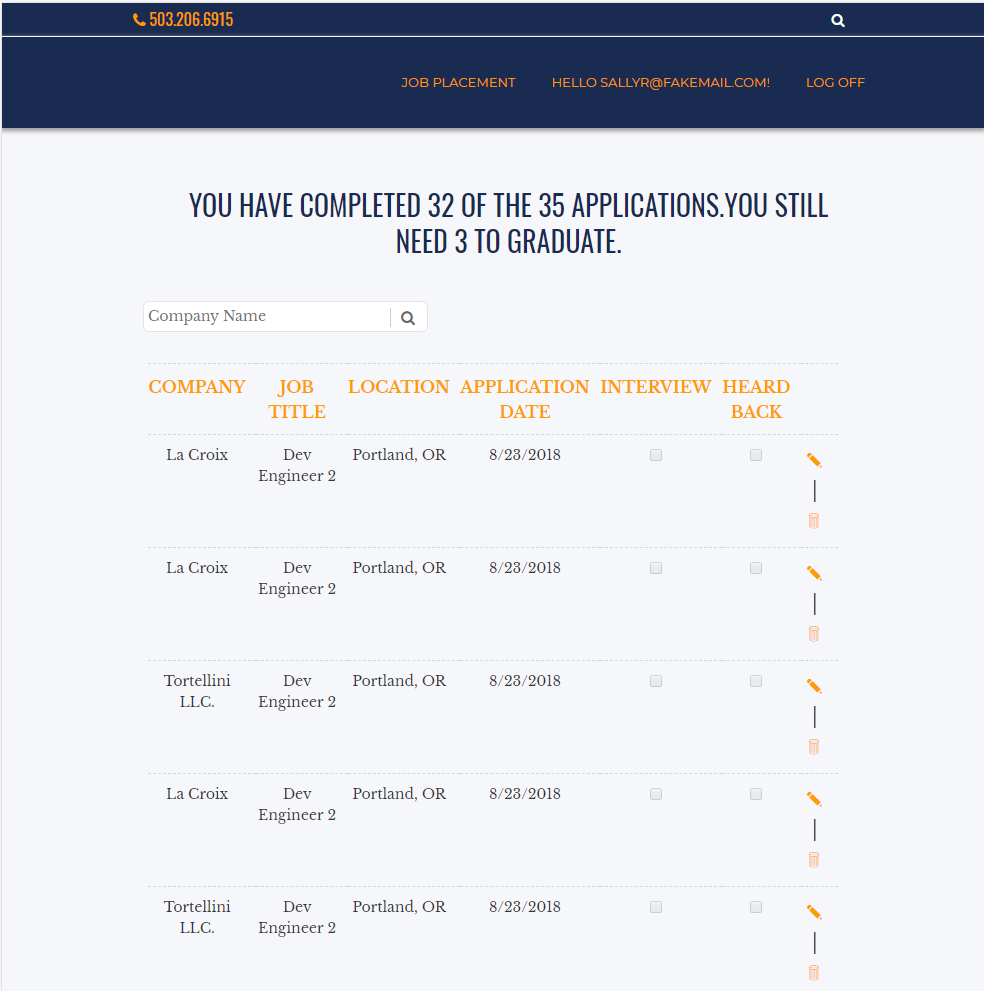 503.206.6915
JOB PLACEMENT HELLO SALLYR@FAKEMAIL.COM! LOG OFF
YOU HAVE COMPLETED 32 OF THE 35 APPLICATIONS.YOU STILL
NEED 3 TO GRADUATE.
Company Name
COMPANY JOB LOCATION APPLICATION INTERVIEW HEARD
TITLE DATE BACK
La Croix Dev Portland, OR 8/23/2018
Engineer 2
La Croix Dev Portland, OR 8/23/2018
Engineer 2
Tortellini Dev Portland, OR 8/23/2018
LLC. Engineer 2
La Croix Dev Portland, OR 8/23/2018
Engineer 2
Tortellini Dev Portland, OR 8/23/2018
LLC. Engineer 2